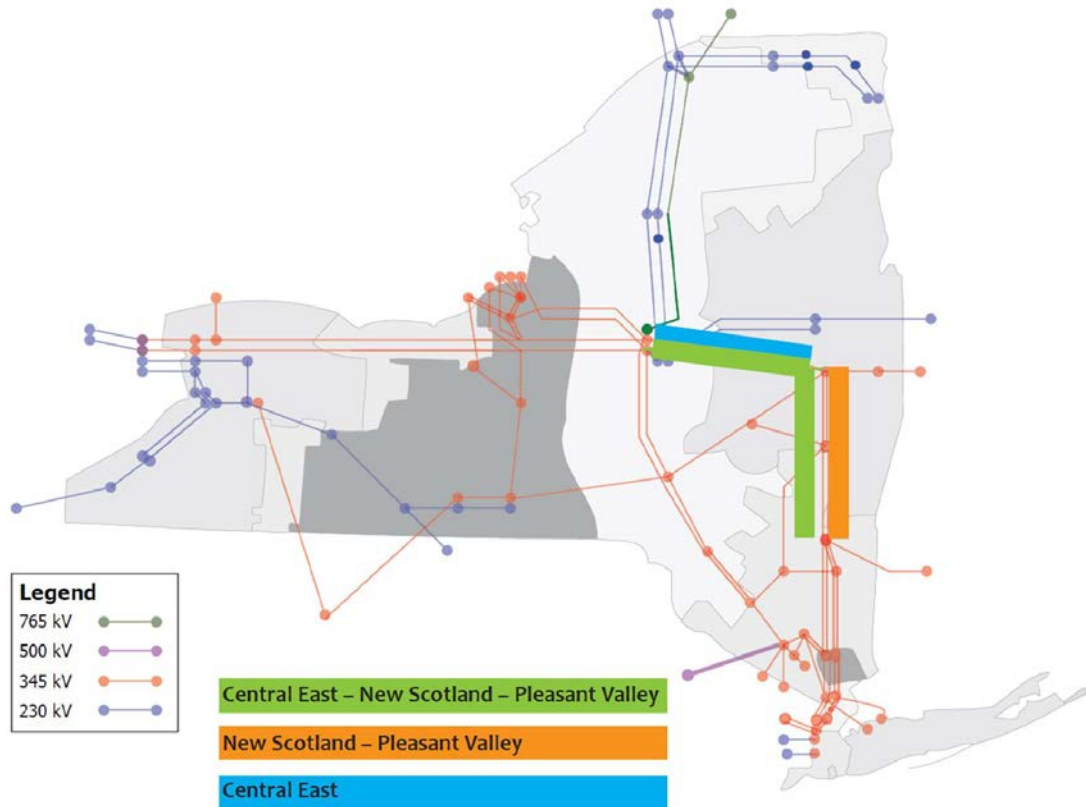 Legend
765 kV
500 kV
345 kV
230 kV
Central East – New Scotland – Pleasant Valley
New Scotland – Pleasant Valley
Central East